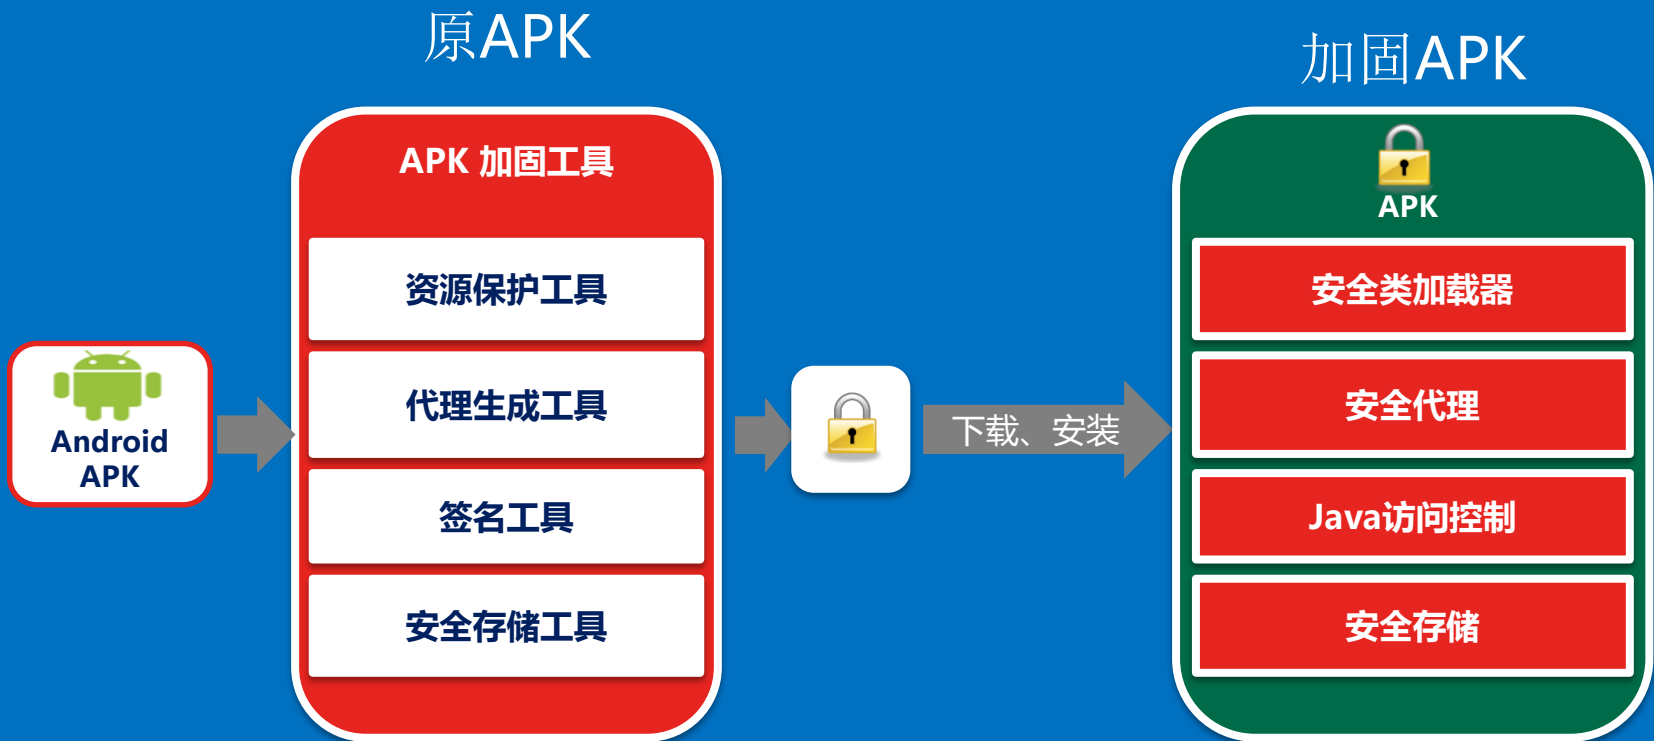 原APK
加固APK
APK 加固工具
资源保护工具
代理生成工具
签名工具
安全存储工具
Android
APK
下载、安装
APK
安全类加载器
安全代理
Java访问控制
安全存储